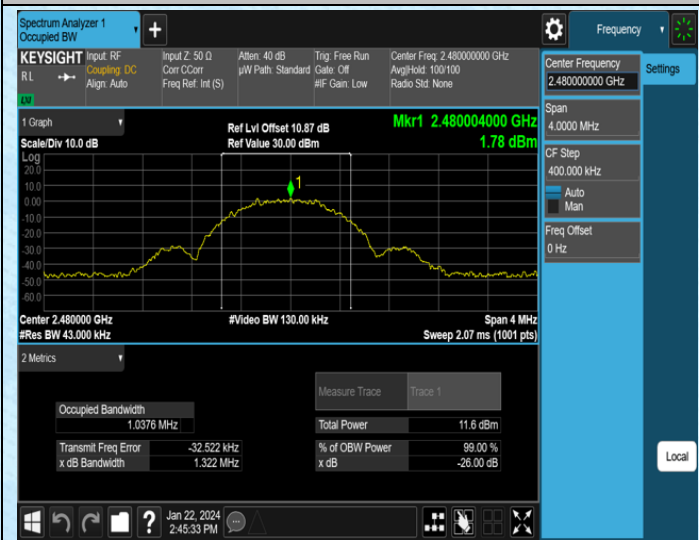 Spectrum Analyzer 1
Occupied BW
Frequency
KEYSIGHT
R L
LXI
Input: RF
Coupling: DC
Align: Auto
Input Z: 50 Ω
Corr CCorr
Freq Ref: Int (S)
Atten: 40 dB
µW Path: Standard
Trig: Free Run
Gate: Off
#IF Gain: Low
Center Freq: 2.480000000 GHz
Avg|Hold: 100/100
Radio Std: None
Center Frequency
2.480000000 GHz
Settings
Span
4.0000 MHz
CF Step
400.000 kHz
Auto
Man
Freq Offset
0 Hz
1 Graph
Scale/Div 10.0 dB
Ref Lvl Offset 10.87 dB
Ref Value 30.00 dBm
Mkr1 2.480004000 GHz
1.78 dBm
Log
20.0
10.0
0.00
-10.0
-20.0
-30.0
-40.0
-50.0
-60.0
1
Center 2.480000 GHz
#Res BW 43.000 kHz
#Video BW 130.00 kHz
Span 4 MHz
Sweep 2.07 ms (1001 pts)
2 Metrics
Measure Trace Trace 1
Occupied Bandwidth
1.0376 MHz
Total Power 11.6 dBm
Transmit Freq Error -32.522 kHz
% of OBW Power 99.00 %
x dB Bandwidth 1.322 MHz
x dB -26.00 dB
Local
?
Jan 22, 2024
2:45:33 PM